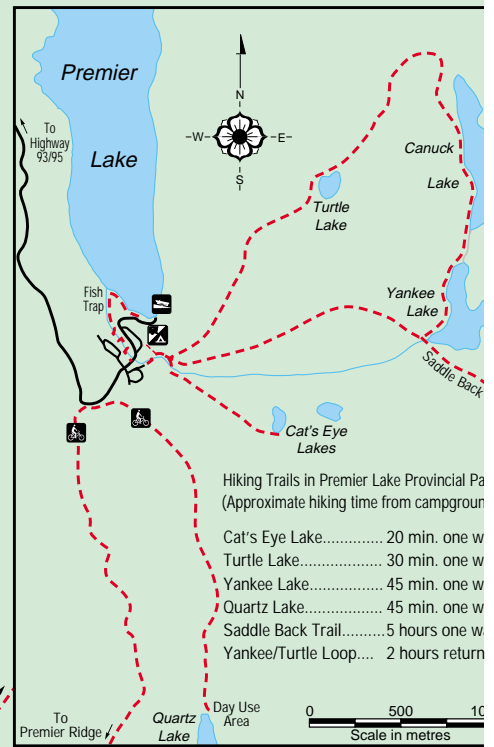 Premier
Lake
To
Highway
93/95
N
W
E
S
Canuck
Lake
Turtle
Lake
Fish
Trap
Yankee
Lake
Saddle Back
Cat's Eye
Lakes
Hiking Trails in Premier Lake Provincial Pa
(Approximate hiking time from campgroun
Cat's Eye Lake............. 20 min. one w
Turtle Lake................... 30 min. one w
Yankee Lake................ 45 min. one w
Quartz Lake................. 45 min. one w
Saddle Back Trail.........5 hours one wa
Yankee/Turtle Loop.... 2 hours return
To
Premier Ridge
Quartz
Lake
Day Use
Area
0 500 10
Scale in metres